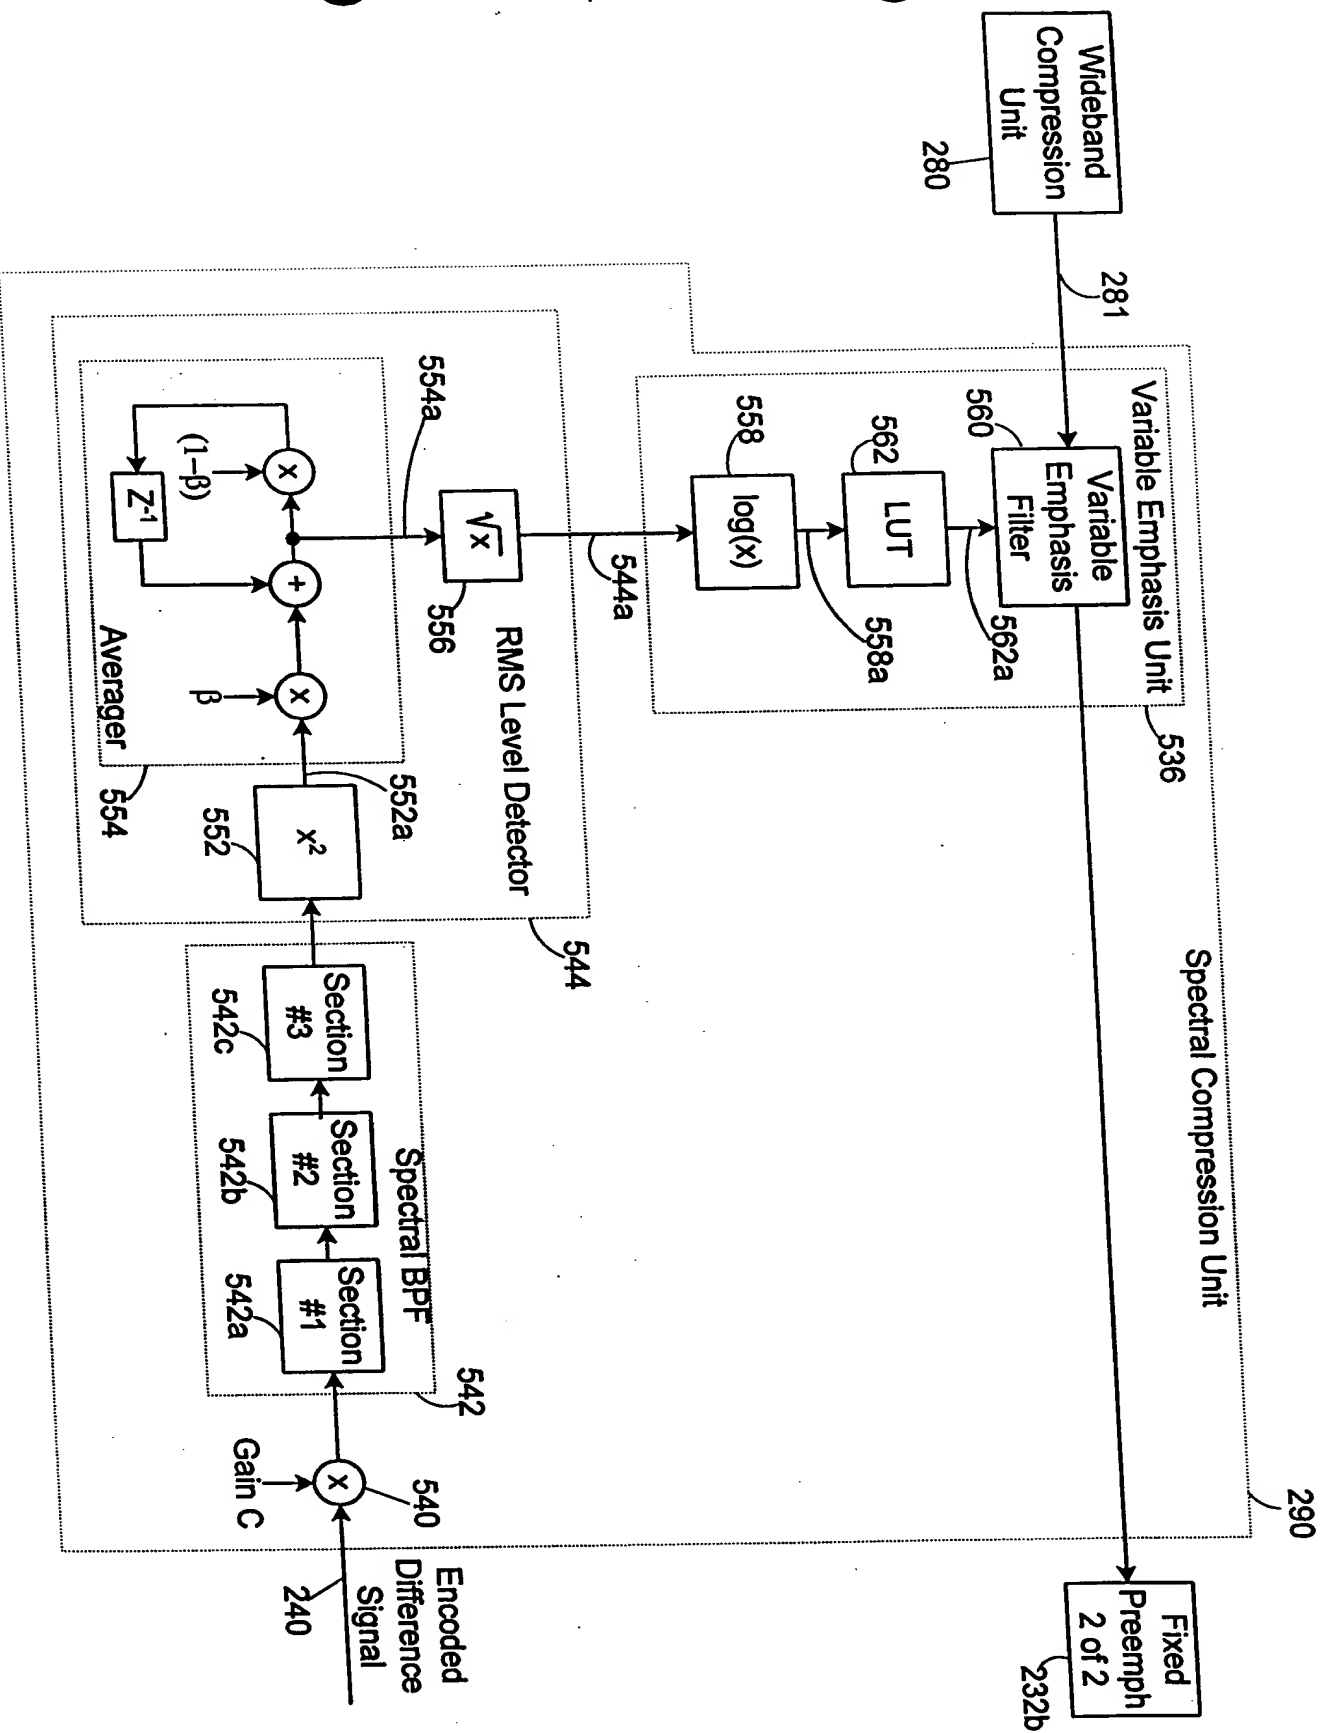 Wideband
Compression
Unit
280
281
Variable Emphasis Unit
536
560
Variable
Emphasis
Filter
562a
562
LUT
558a
558
log(x)
544a
Spectral Compression Unit
290
Fixed
Preemph
2 of 2
232b
RMS Level Detector
544
554a
√x
556
x
(1–β)
Z-1
+
x
β
Averager
554
552a
x²
552
Spectral BPF
542
Section
#3
542c
Section
#2
542b
Section
#1
542a
x
540
Gain C
Encoded
Difference
Signal
240